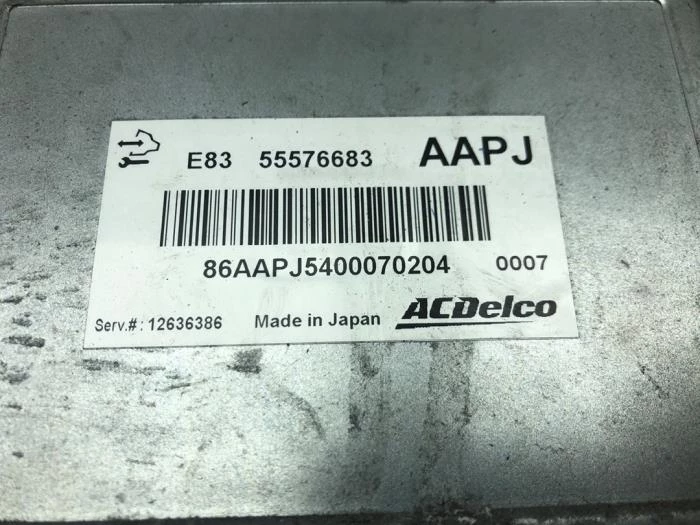 E83 55576683 AAPJ
86AAPJ5400070204 0007
Serv.#: 12636386 Made in Japan ACDelco